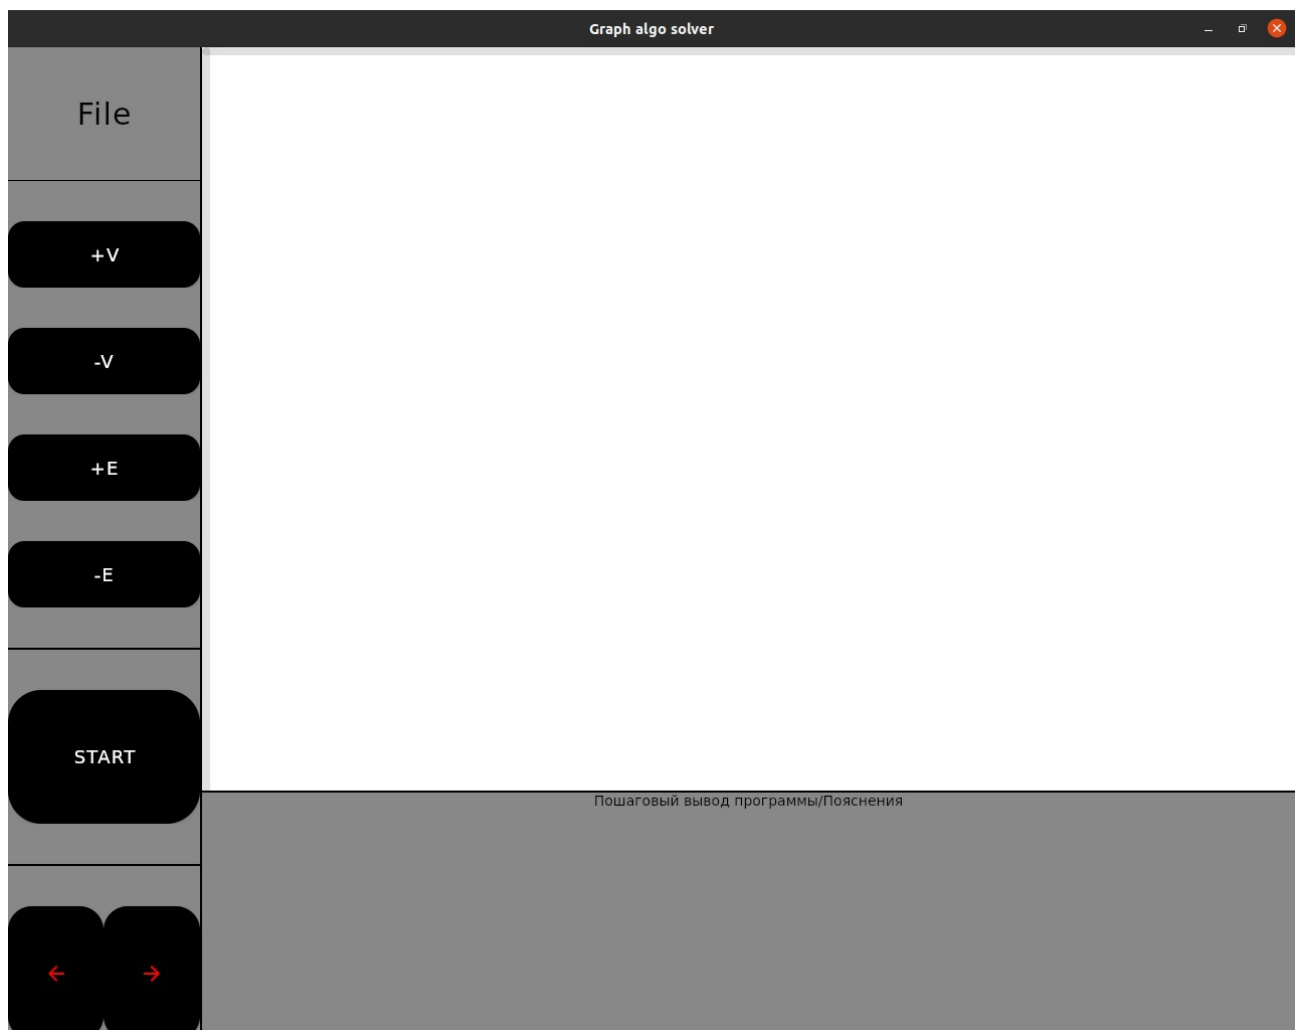 Graph algo solver
File
+V
-V
+E
-E
START
← →
Пошаговый вывод программы/Пояснения